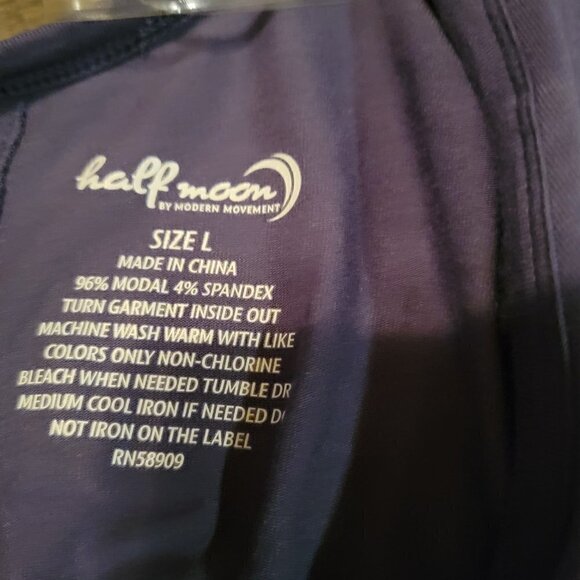 half moon
BY MODERN MOVEMENT
SIZE L
MADE IN CHINA
96% MODAL 4% SPANDEX
TURN GARMENT INSIDE OUT
MACHINE WASH WARM WITH LIKE
COLORS ONLY NON-CHLORINE
BLEACH WHEN NEEDED TUMBLE DR
MEDIUM COOL IRON IF NEEDED
NOT IRON ON THE LABEL
RN58909